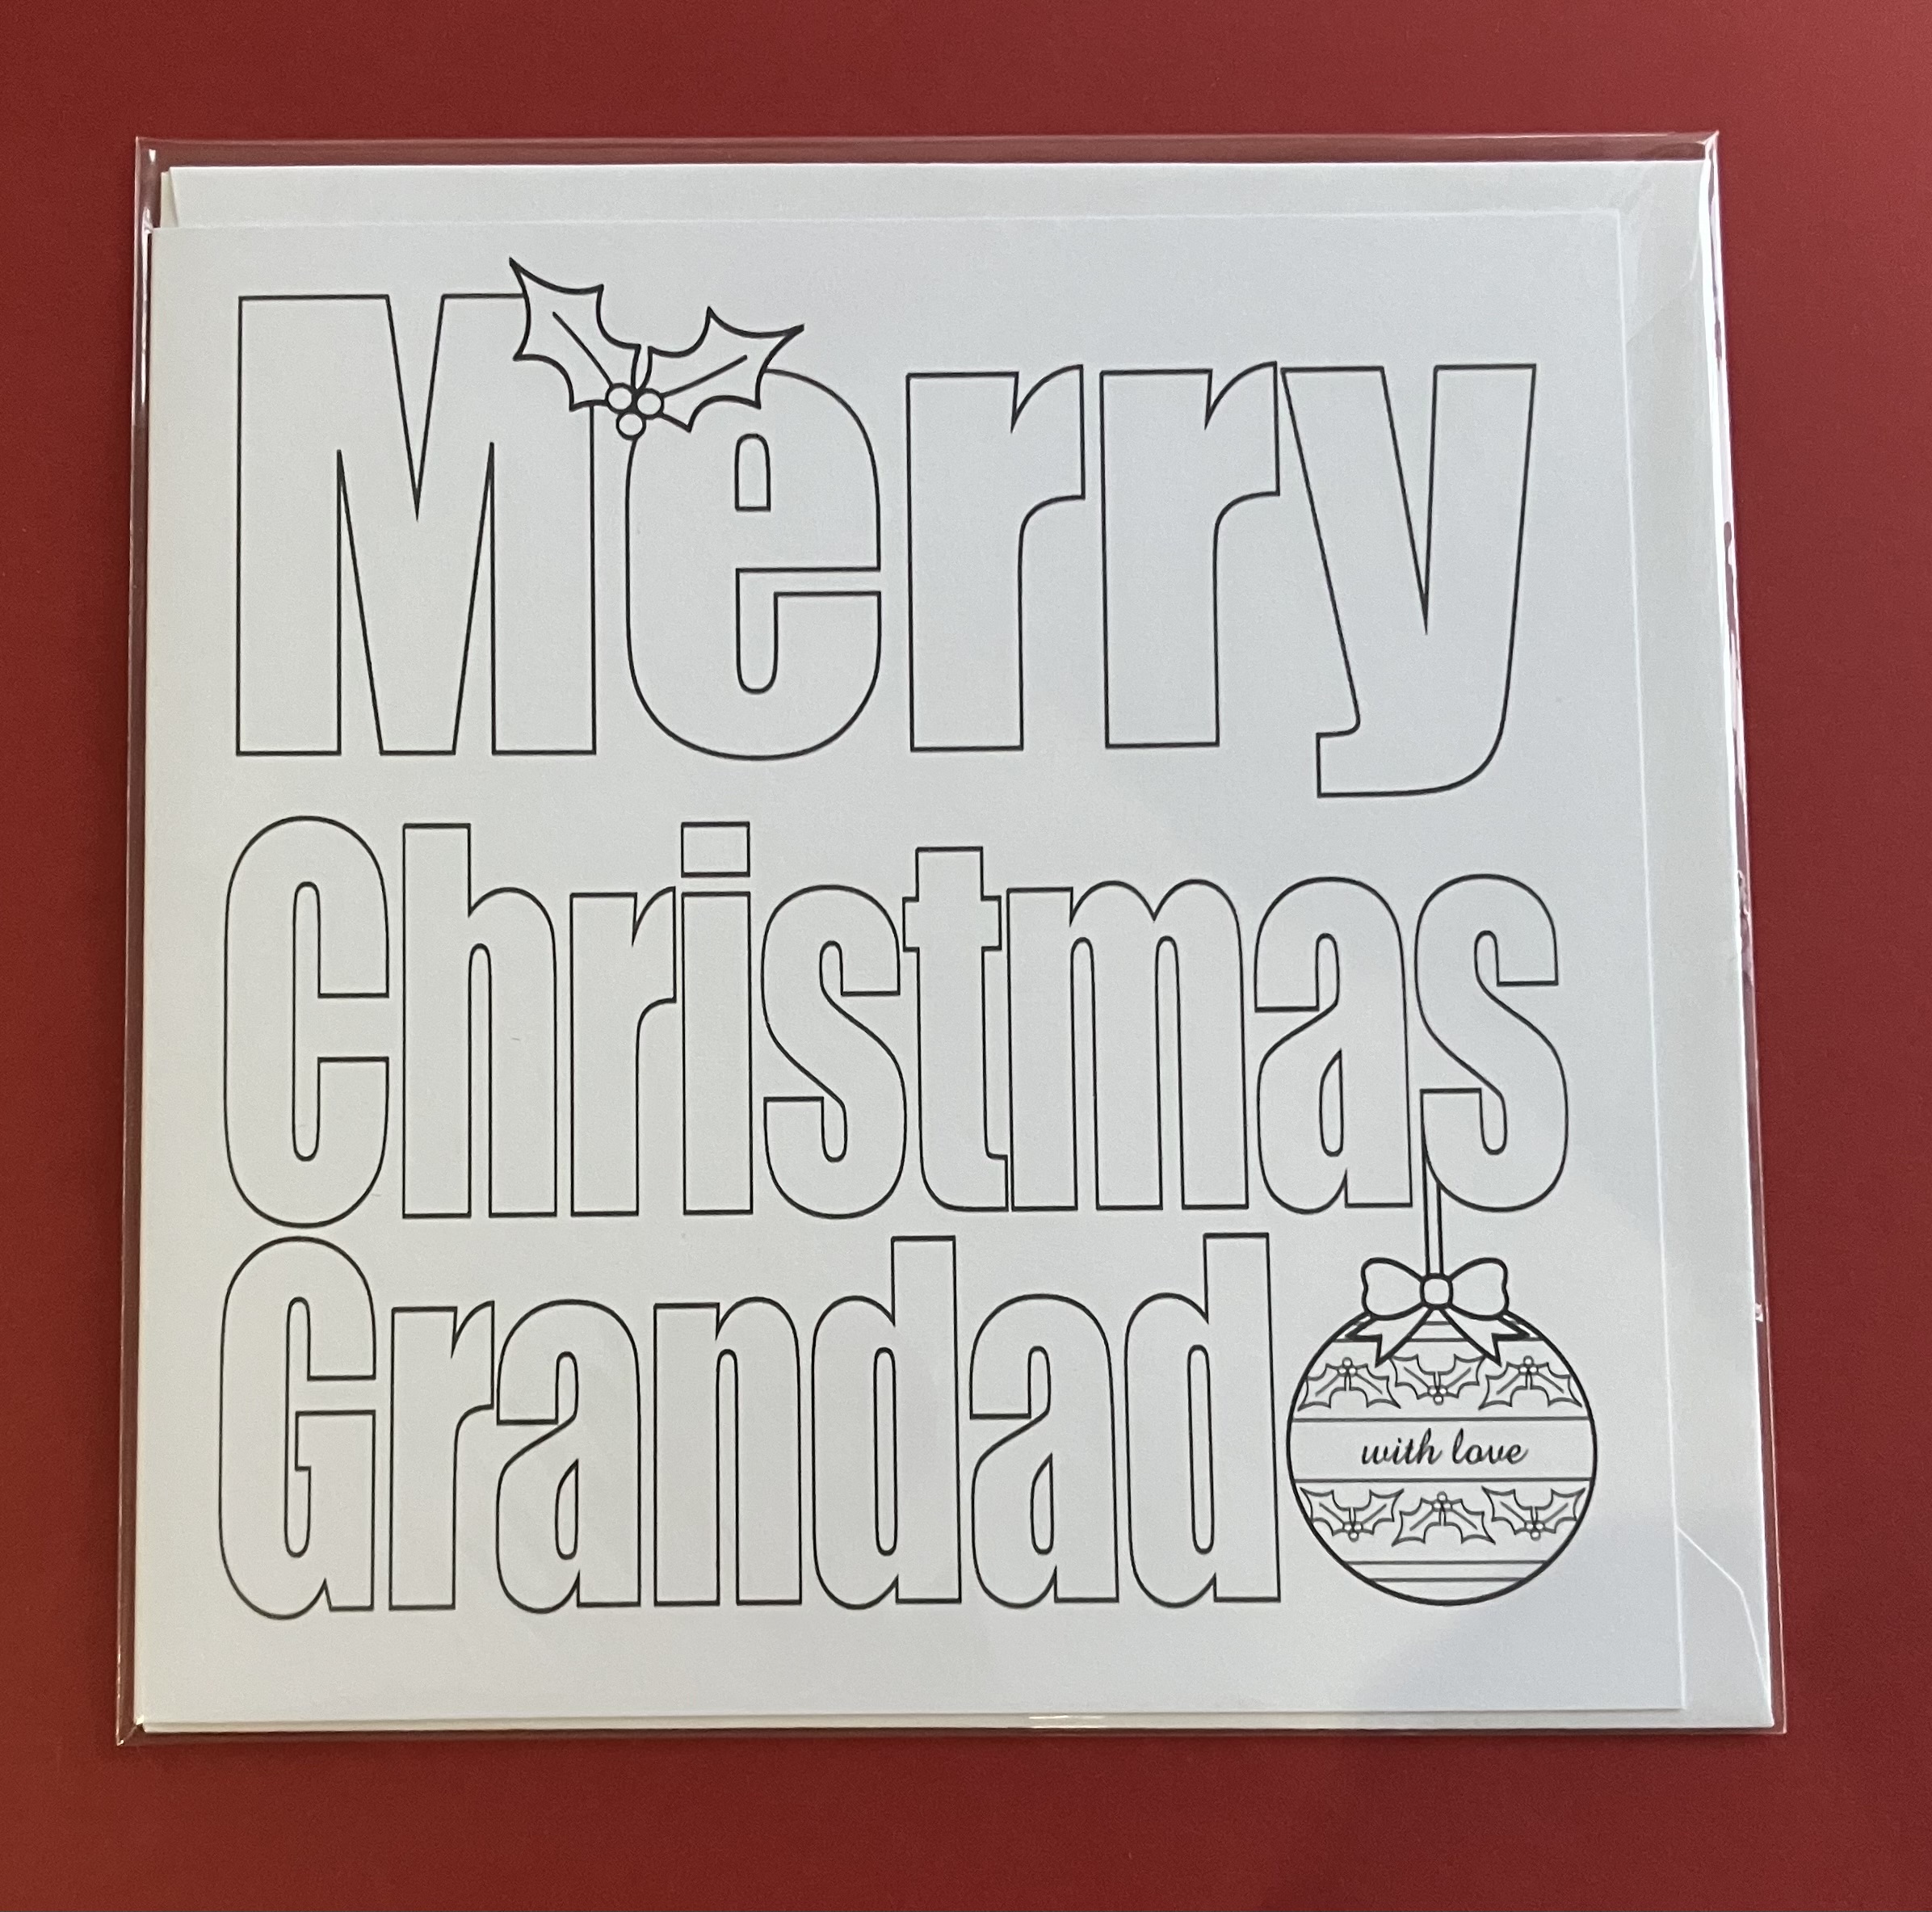 Merry
Christmas
Grandad
with love